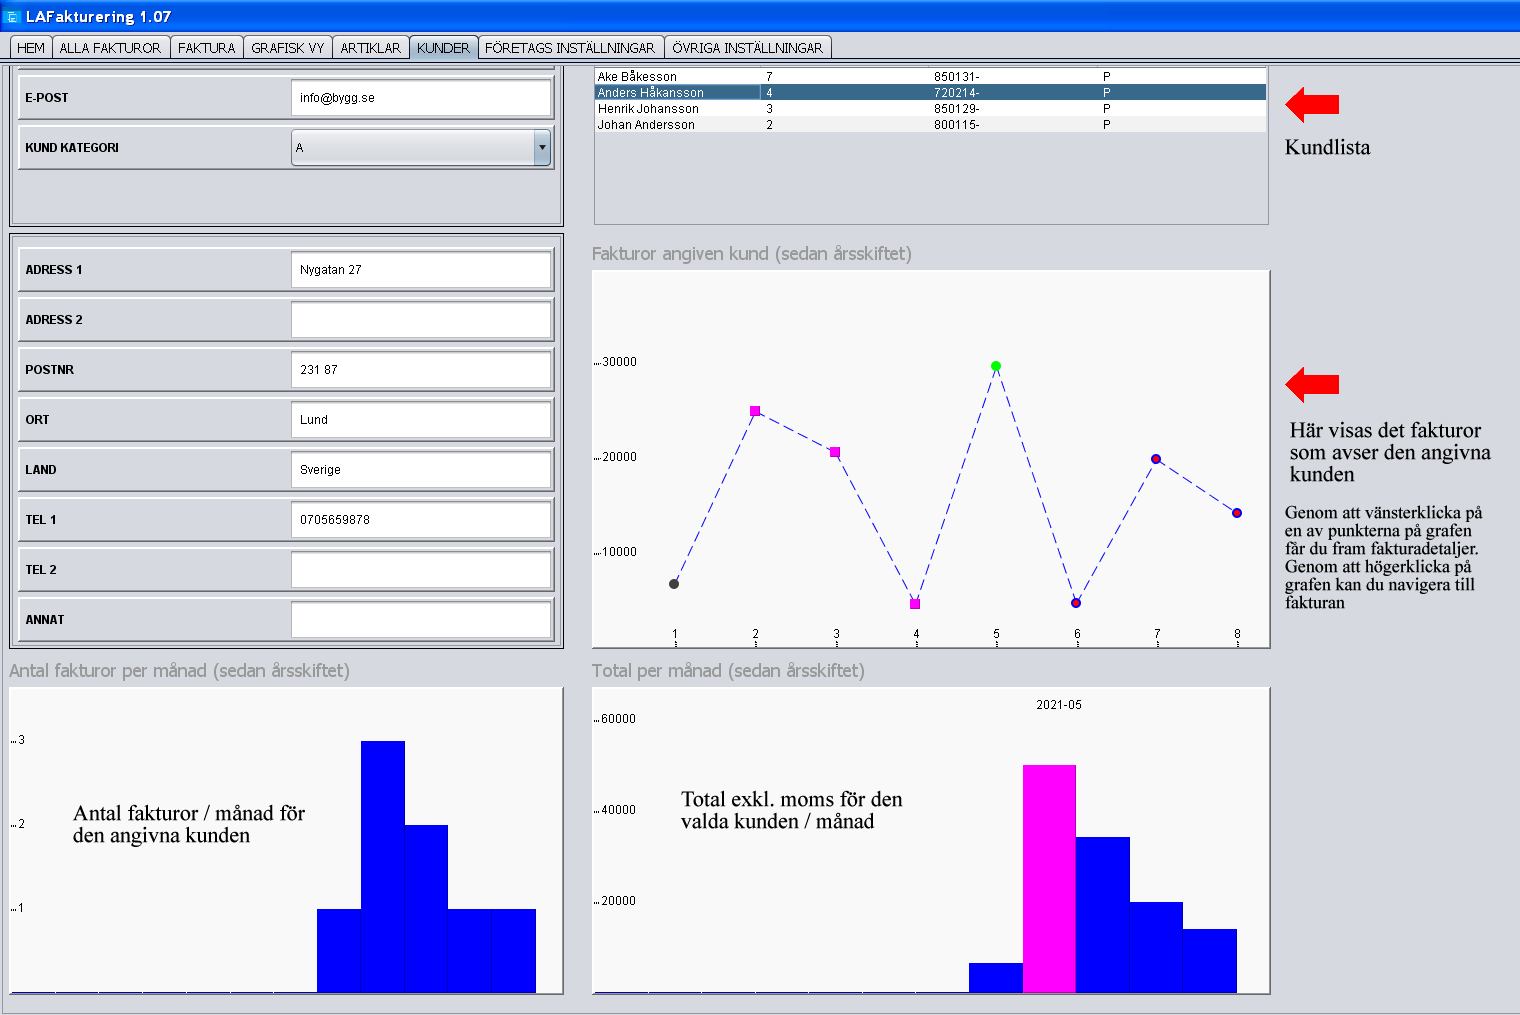 LAFakturering 1.07
HEM ALLA FAKTUROR FAKTURA GRAFISK VY ARTIKLAR KUNDER FÖRETAGS INSTÄLLNINGAR ÖVRIGA INSTÄLLNINGAR
E-POST info@bygg.se
KUND KATEGORI A
Ake Båkesson 7 850131- P
Anders Håkansson 4 720214- P
Henrik Johansson 3 850129- P
Johan Andersson 2 800115- P
Kundlista
ADRESS 1 Nygatan 27
ADRESS 2
POSTNR 231 87
ORT Lund
LAND Sverige
TEL 1 0705659878
TEL 2
ANNAT
Fakturor angiven kund (sedan årsskiftet)
...30000
...20000
...10000
1 2 3 4 5 6 7 8
Här visas det fakturor
som avser den angivna
kunden
Genom att vänsterklicka på
en av punkterna på grafen
får du fram fakturadetaljer.
Genom att högerklicka på
grafen kan du navigera till
fakturan
Antal fakturor per månad (sedan årsskiftet)
...3
...2
...1
Antal fakturor / månad för
den angivna kunden
Total per månad (sedan årsskiftet)
2021-05
...60000
...40000
...20000
Total exkl. moms för den
valda kunden / månad